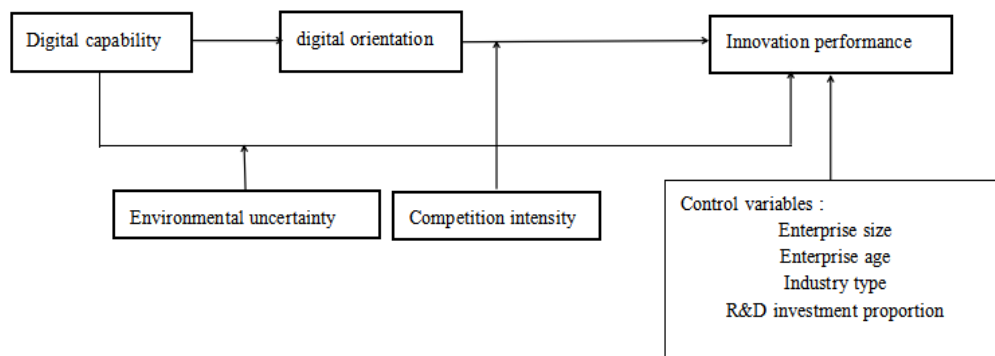 Digital capability
digital orientation
Innovation performance
Environmental uncertainty
Competition intensity
Control variables :
Enterprise size
Enterprise age
Industry type
R&D investment proportion